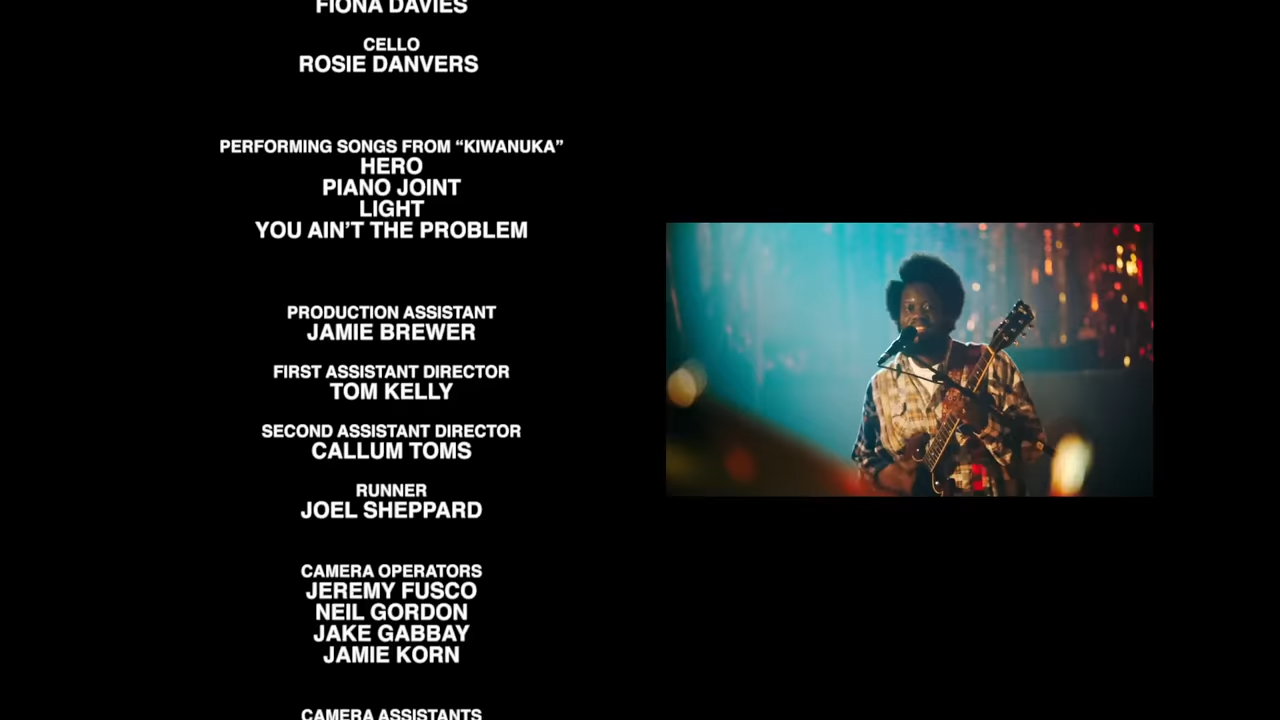 FIONA DAVIES
CELLO
ROSIE DANVERS
PERFORMING SONGS FROM “KIWANUKA”
HERO
PIANO JOINT
LIGHT
YOU AIN’T THE PROBLEM
PRODUCTION ASSISTANT
JAMIE BREWER
FIRST ASSISTANT DIRECTOR
TOM KELLY
SECOND ASSISTANT DIRECTOR
CALLUM TOMS
RUNNER
JOEL SHEPPARD
CAMERA OPERATORS
JEREMY FUSCO
NEIL GORDON
JAKE GABBAY
JAMIE KORN
CAMERA ASSISTANTS